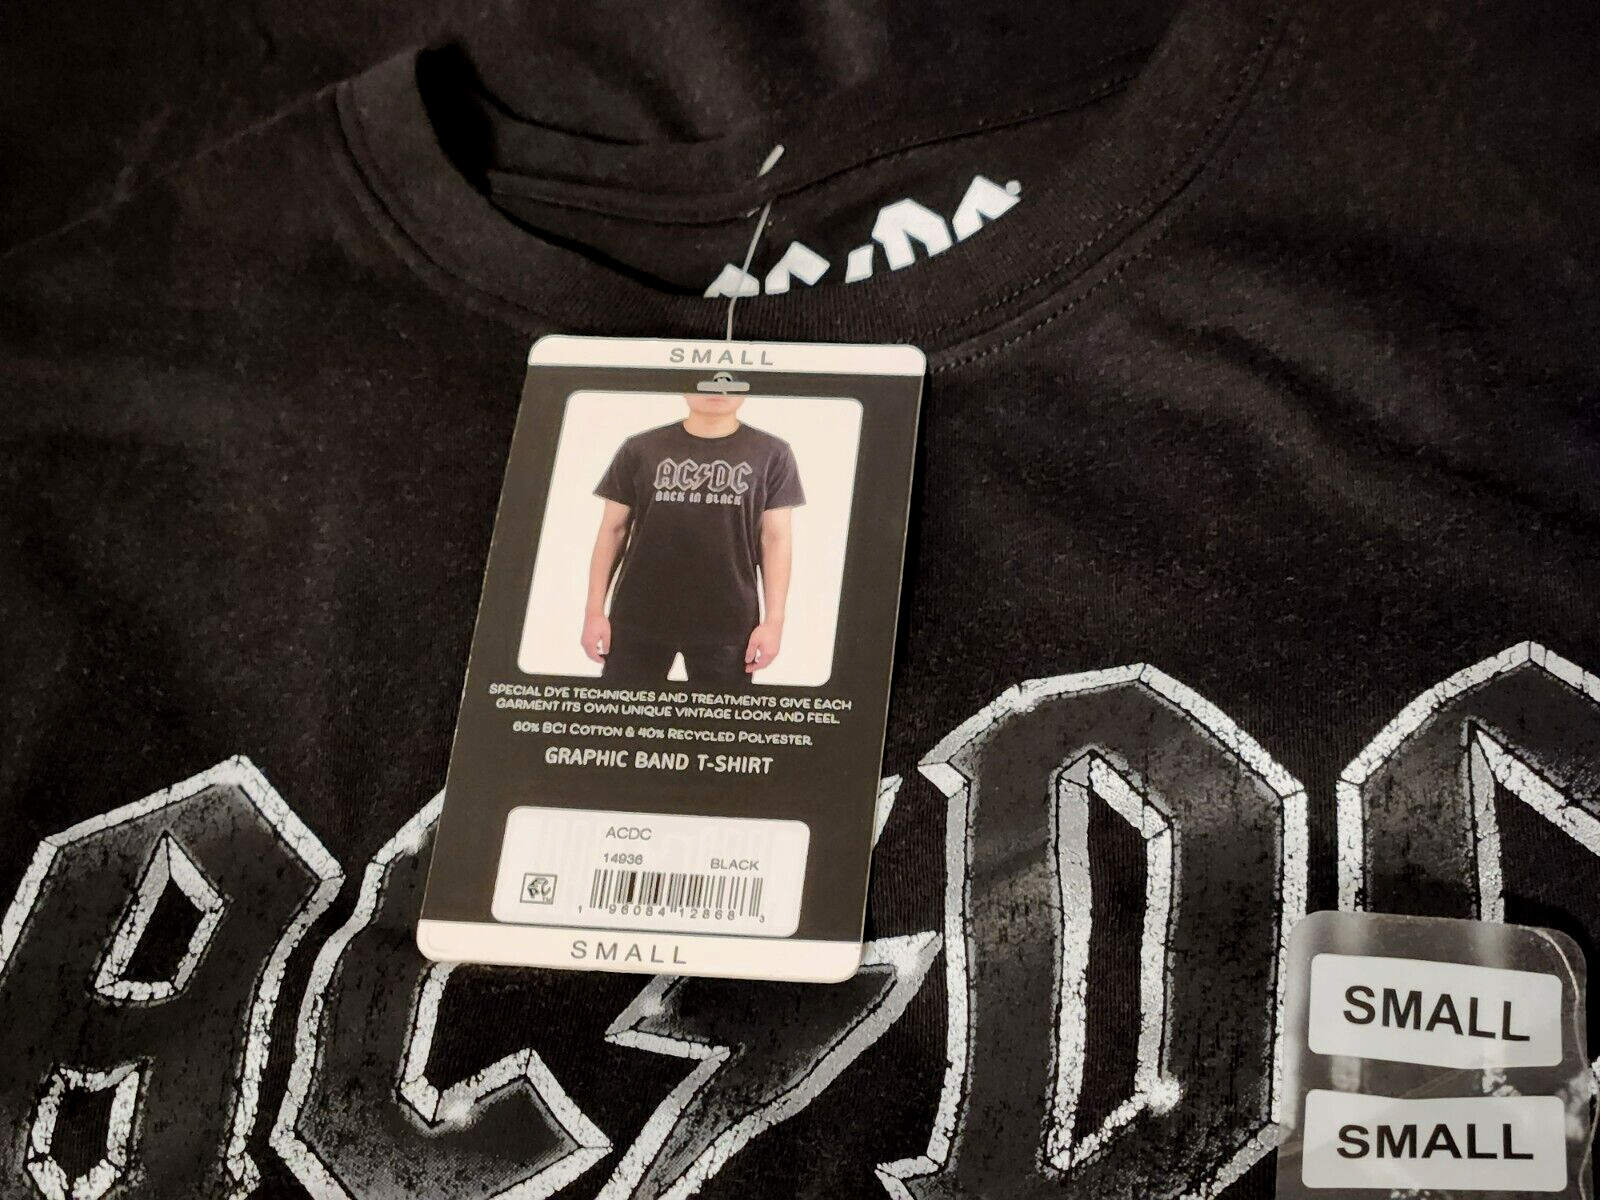 SMALL
AC⚡DC
BACK IN BLACK
SPECIAL DYE TECHNIQUES AND TREATMENTS GIVE EACH
GARMENT ITS OWN UNIQUE VINTAGE LOOK AND FEEL.
60% BCI COTTON & 40% RECYCLED POLYESTER.
GRAPHIC BAND T-SHIRT
ACDC
14936 BLACK
1 96084 12868 3
SMALL
AC⚡DC
SMALL
SMALL